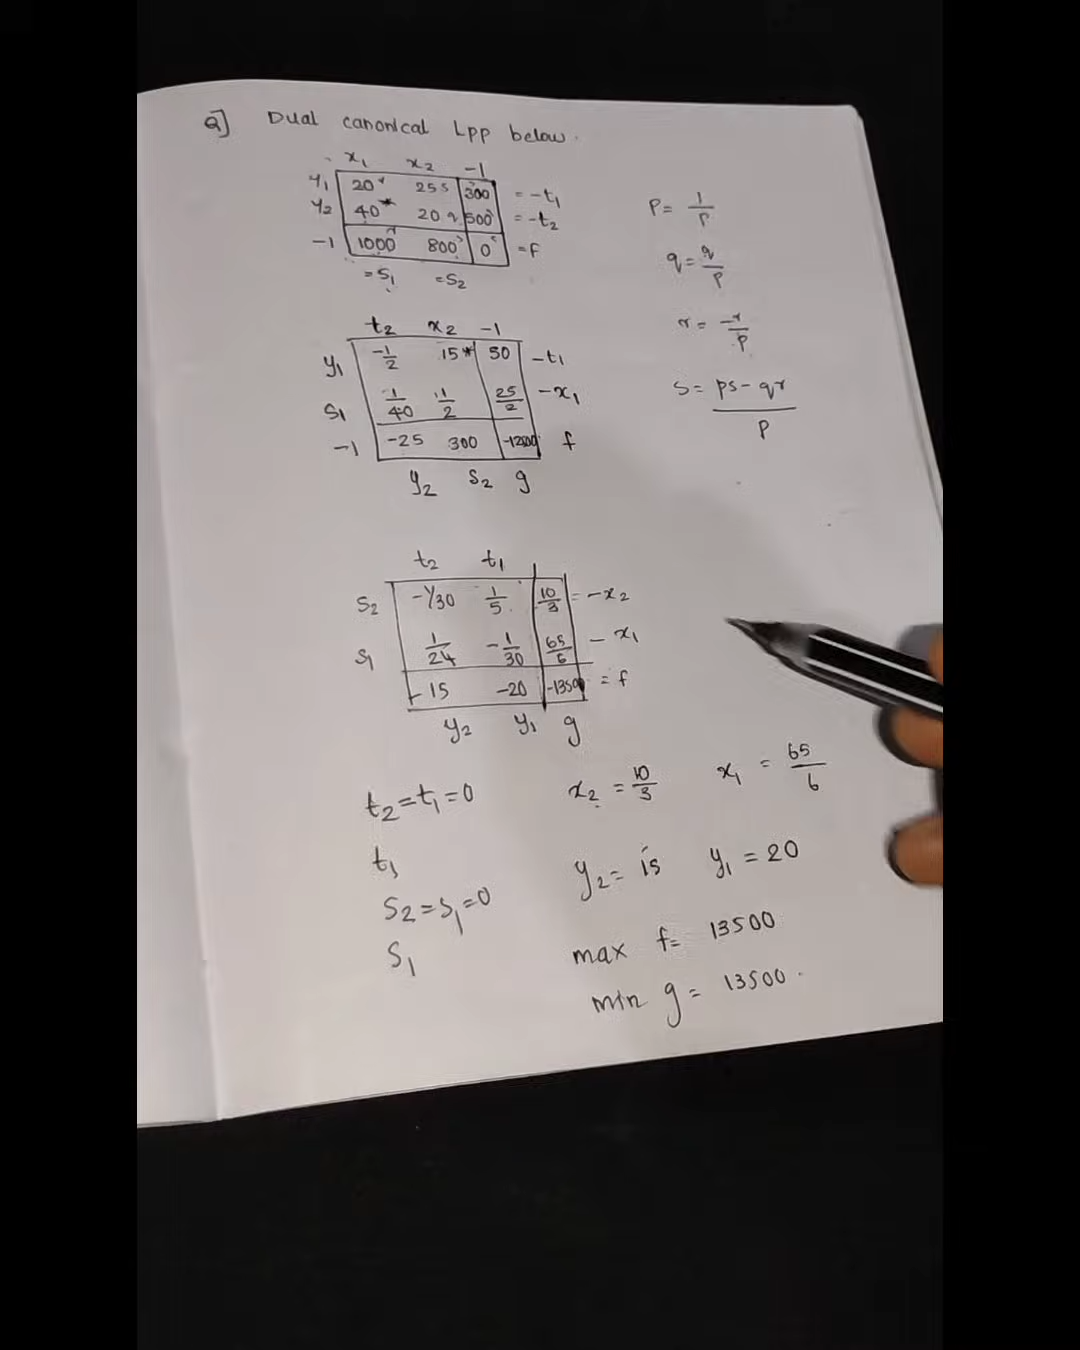 Q] Dual canonical Lpp below.
x₁ x₂ -1
y₁ 20 25 s 300 = -t₁
y₂ 40* 20 q 500 = -t₂
-1 1000 800 0 = f
= S₁ = S₂
P = 1/P
q = q/P
r = -r/P
S = ps - qr / P
t₂ x₂ -1
y₁ -1/2 15* 50 -t₁
S₁ 1/40 1/2 25/2 -x₁
-1 -25 300 -12500 f
y₂ S₂ g
t₂ t₁
S₂ -1/30 1/5 10/3 = -x₂
S₁ 1/24 -1/30 65/6 - x₁
-15 -20 -13500 = f
y₂ y₁ g
t₂ = t₁ = 0 x₂ = 10/3 x₁ = 65/6
t₁
y₂ = is y₁ = 20
S₂ = S₁ = 0
S₁
max f = 13500
min g = 13500.